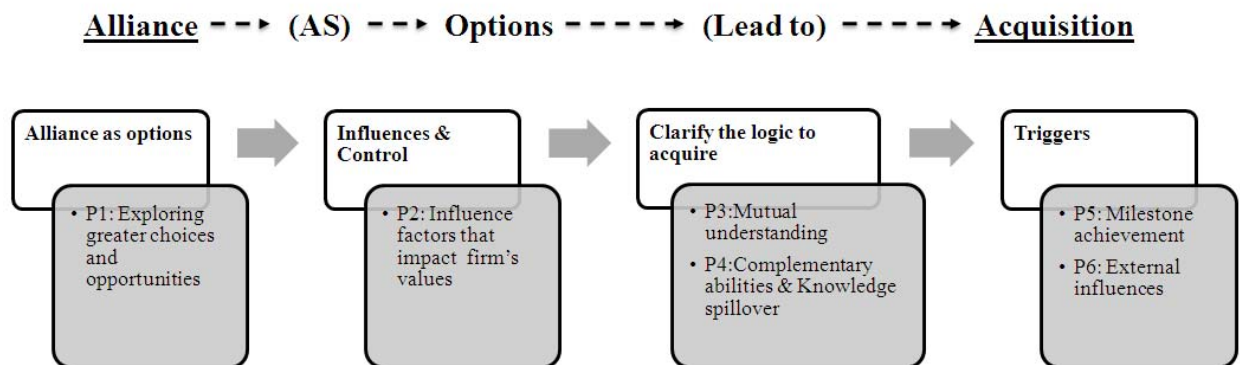 Alliance (AS) Options (Lead to) Acquisition
Alliance as options
• P1: Exploring
greater choices
and
opportunities
Influences &
Control
• P2: Influence
factors that
impact firm's
values
Clarify the logic to
acquire
• P3:Mutual
understanding
• P4:Complementary
abilities & Knowledge
spillover
Triggers
• P5: Milestone
achievement
• P6: External
influences